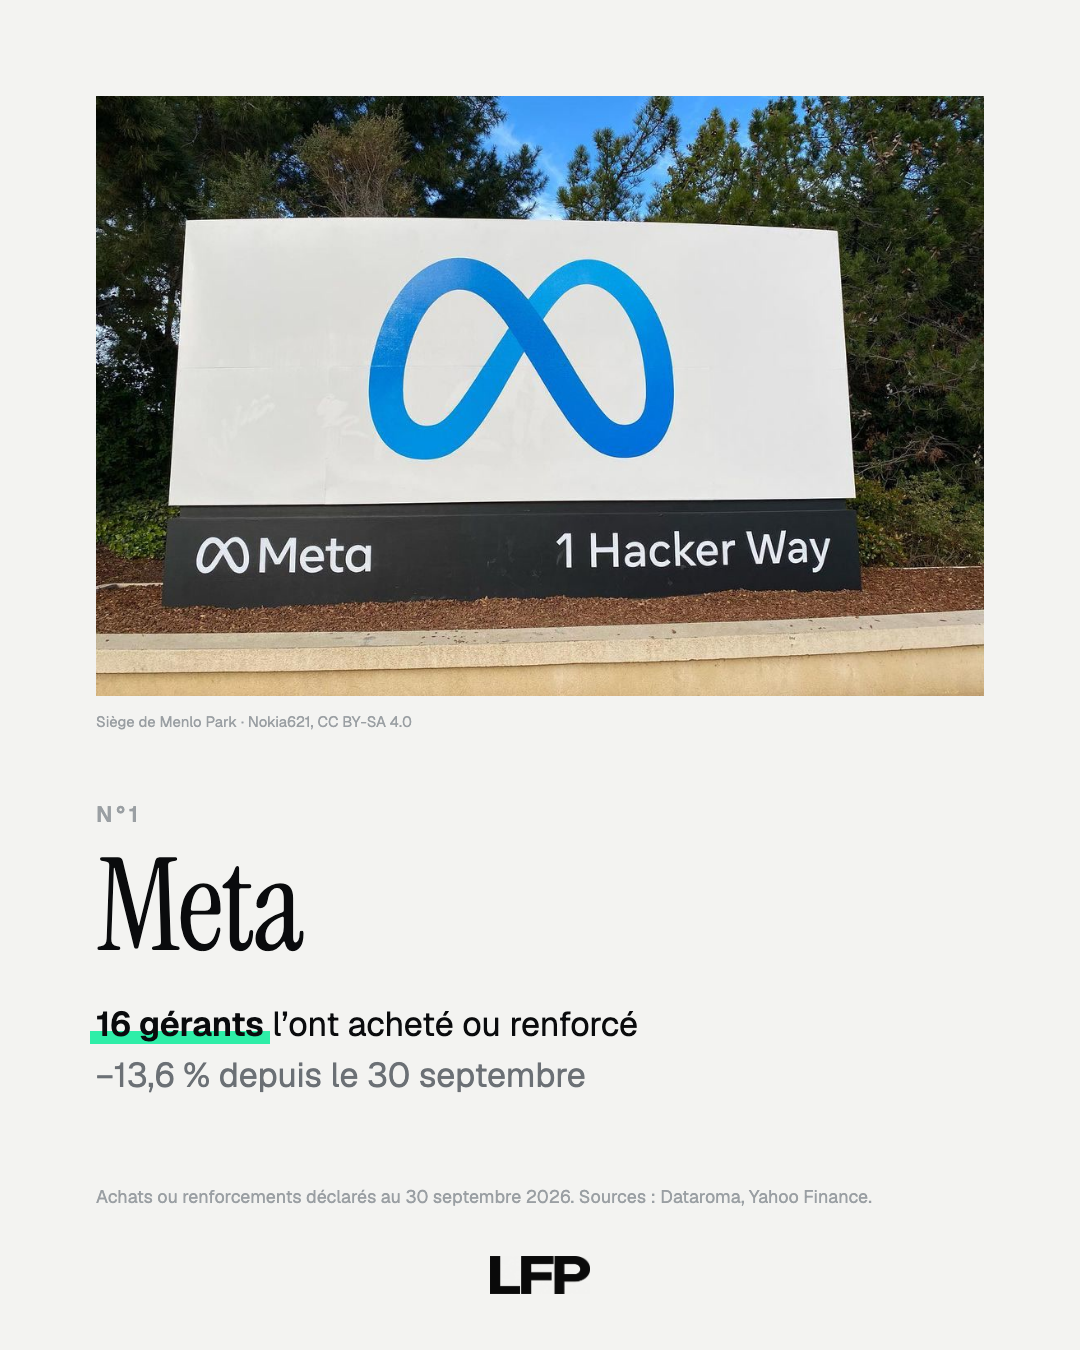 Meta
1 Hacker Way
Siège de Menlo Park · Nokia621, CC BY-SA 4.0
N°1
Meta
16 gérants l’ont acheté ou renforcé
–13,6 % depuis le 30 septembre
Achats ou renforcements déclarés au 30 septembre 2026. Sources : Dataroma, Yahoo Finance.
LFP